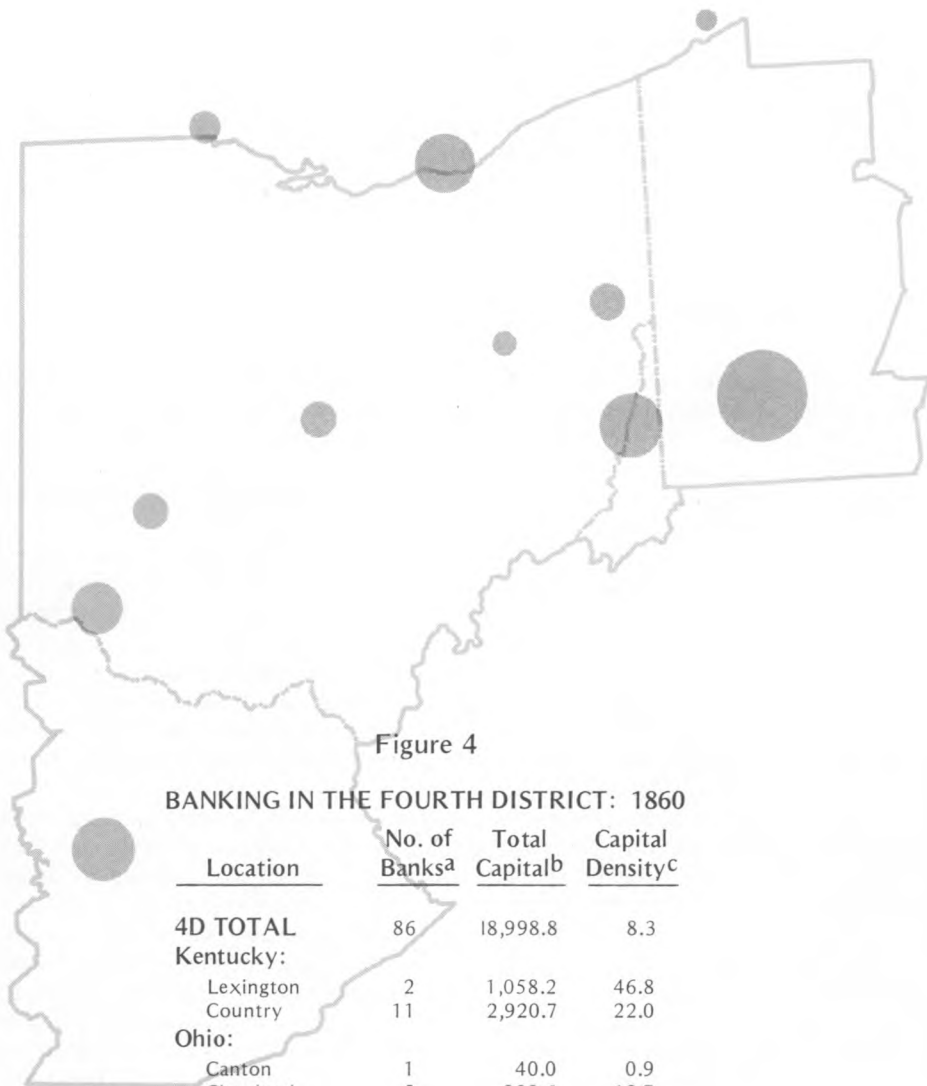 Figure 4
BANKING IN THE FOURTH DISTRICT: 1860
Location No. of Banksa Total Capitalb Capital Densityc
4D TOTAL 86 18,998.8 8.3
Kentucky:
Lexington 2 1,058.2 46.8
Country 11 2,920.7 22.0
Ohio:
Canton 1 40.0 0.9